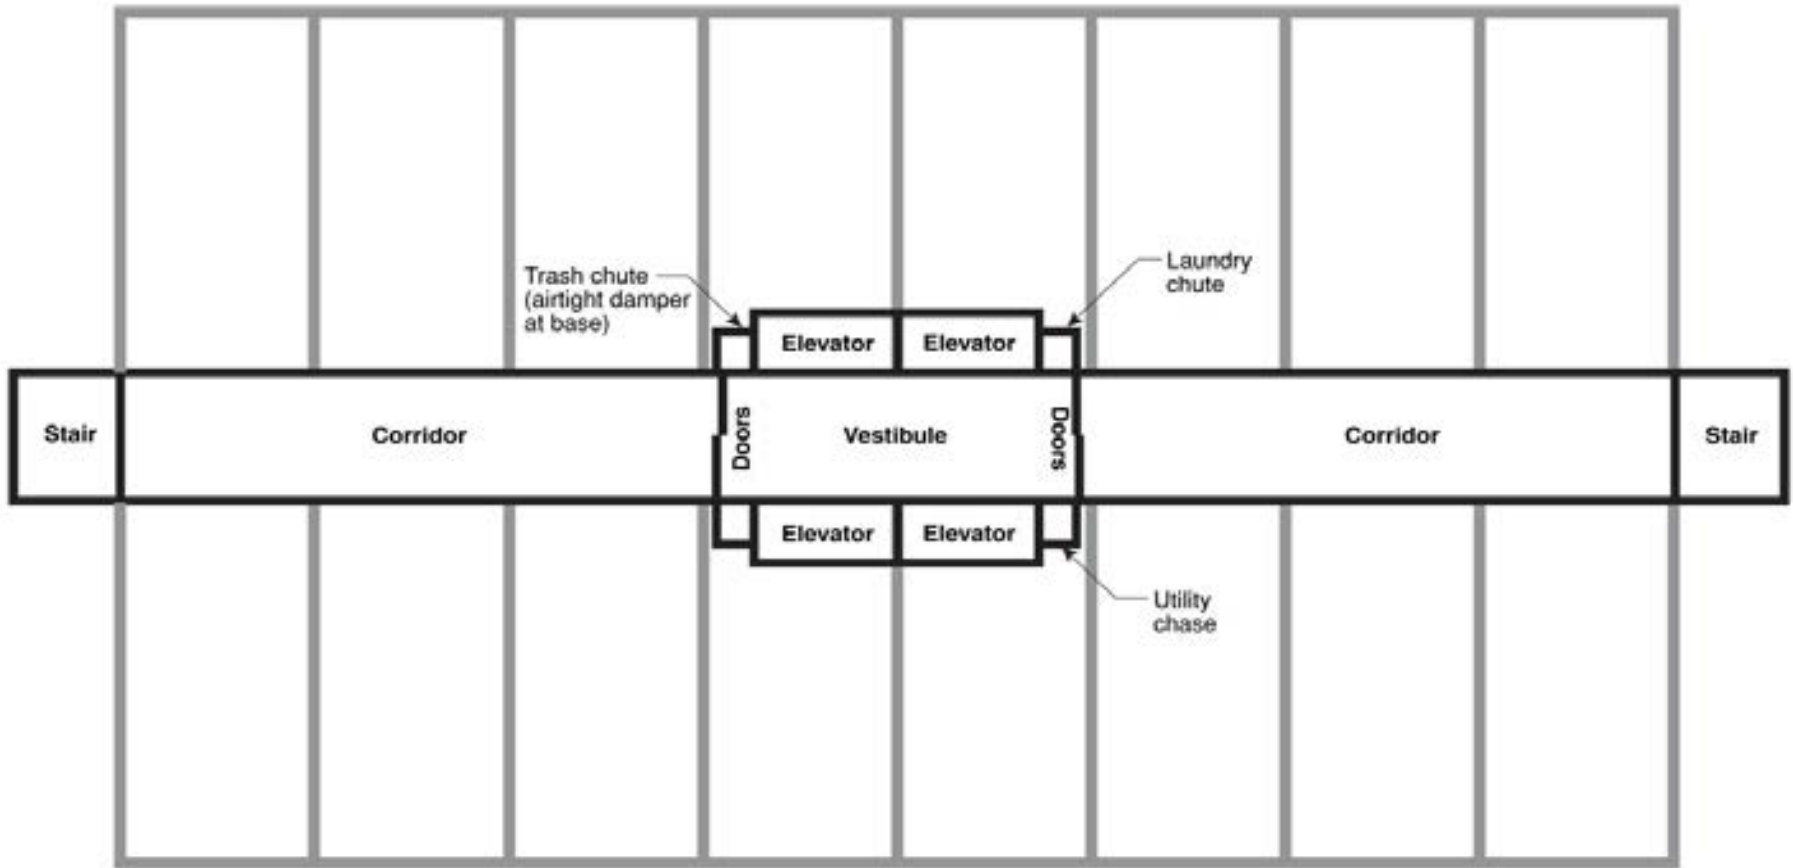 Laundry
chute
Trash chute
(airtight damper
at base)
Elevator
Elevator
Stair
Corridor
Doors
Vestibule
Doors
Corridor
Stair
Elevator
Elevator
Utility
chase